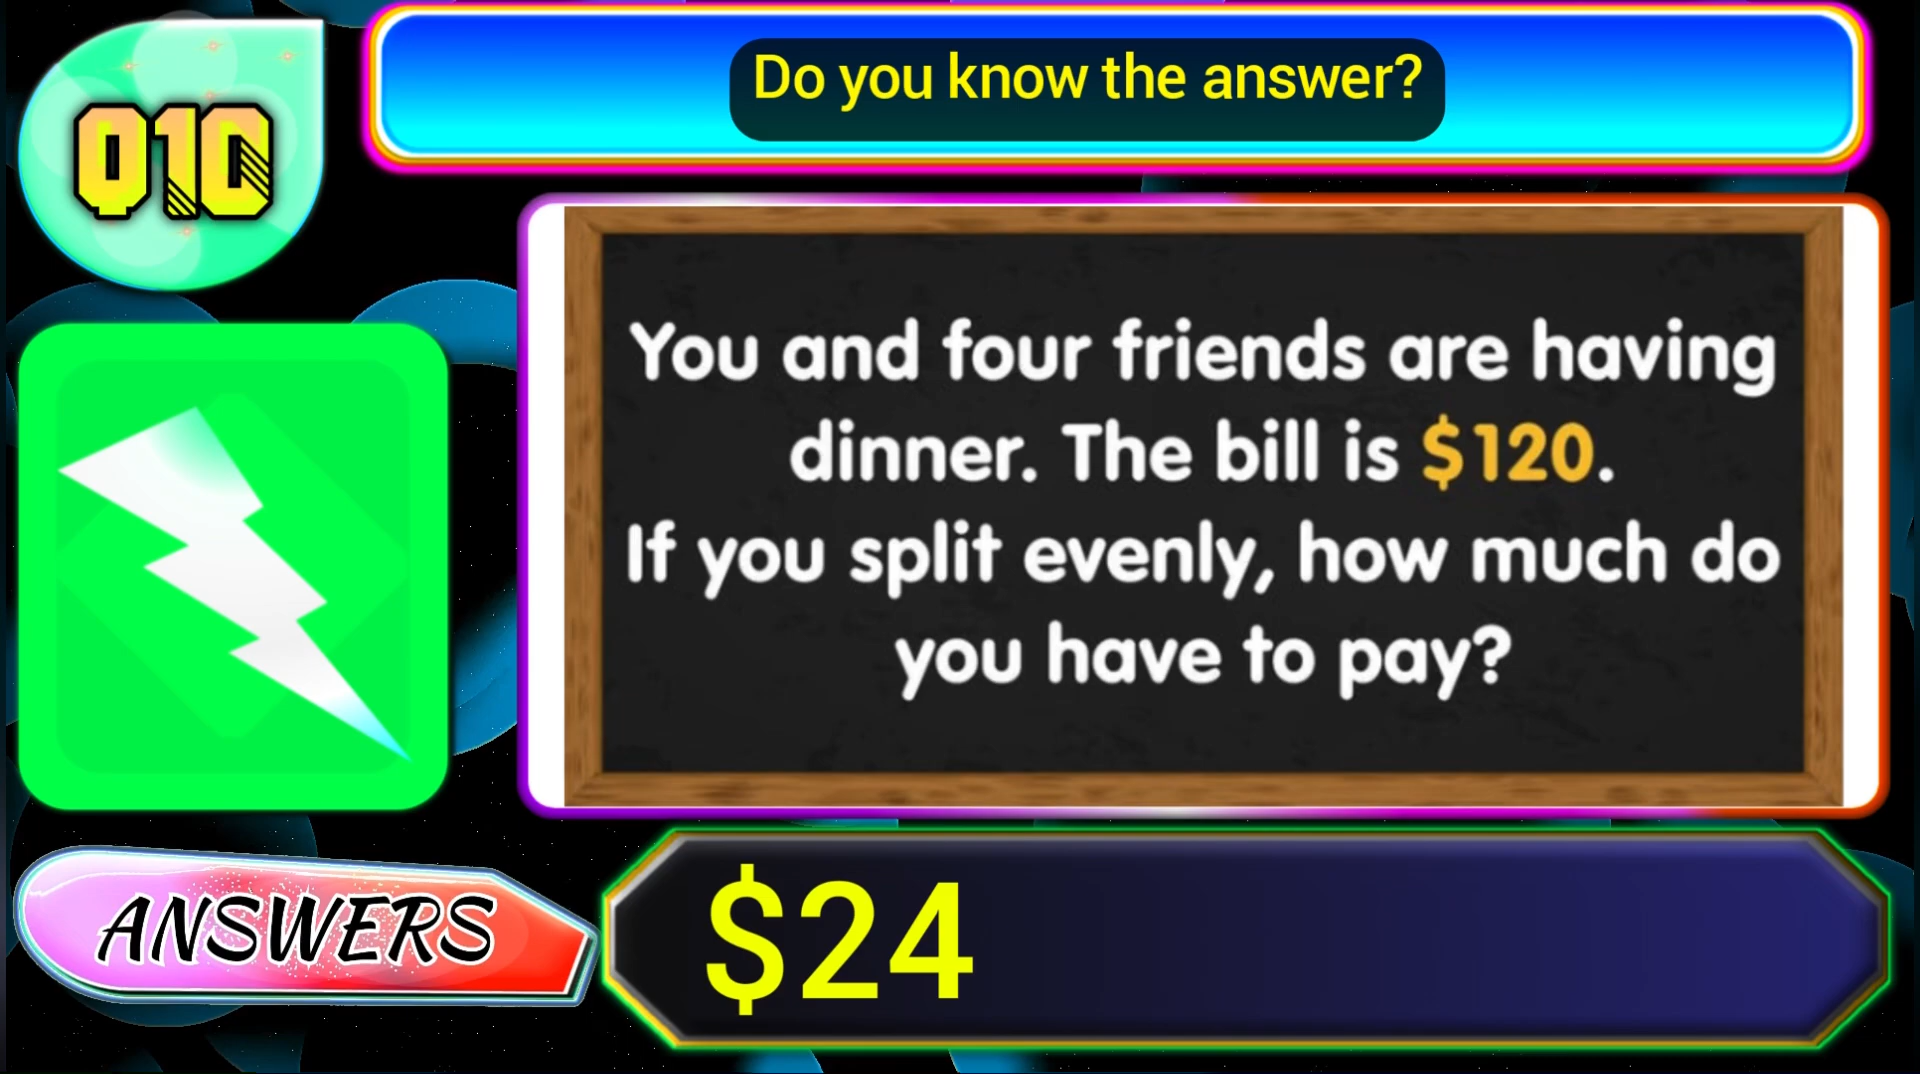 010
Do you know the answer?
You and four friends are having
dinner. The bill is $120.
If you split evenly, how much do
you have to pay?
ANSWERS
$24